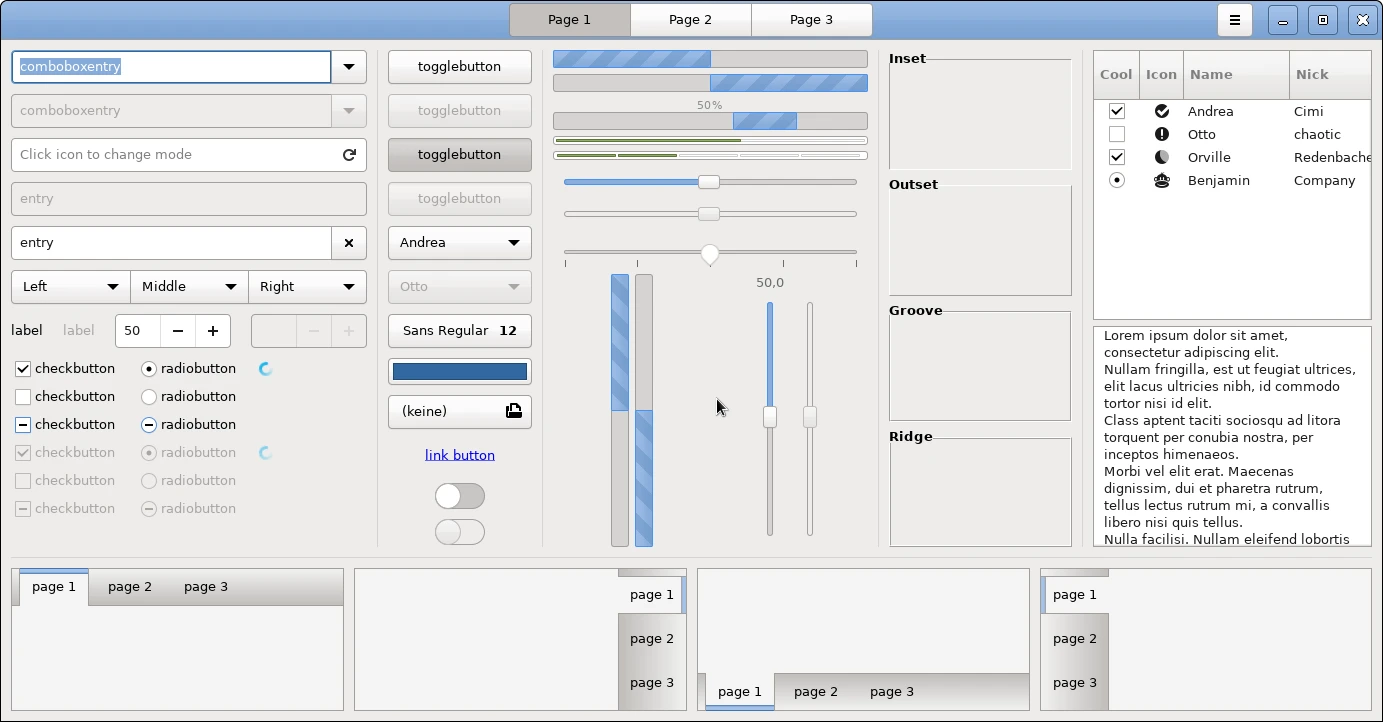 Page 1 Page 2 Page 3
comboboxentry
comboboxentry
Click icon to change mode
entry
entry
Left Middle Right
label label 50
checkbutton radiobutton
checkbutton radiobutton
checkbutton radiobutton
checkbutton radiobutton
checkbutton radiobutton
checkbutton radiobutton
togglebutton
togglebutton
togglebutton
togglebutton
Andrea
Otto
Sans Regular 12
(keine)
link button
50%
50,0
Inset
Outset
Groove
Ridge
Cool Icon Name Nick
Andrea Cimi
Otto chaotic
Orville Redenbache
Benjamin Company
Lorem ipsum dolor sit amet,
consectetur adipiscing elit.
Nullam fringilla, est ut feugiat ultrices,
elit lacus ultricies nibh, id commodo
tortor nisi id elit.
Class aptent taciti sociosqu ad litora
torquent per conubia nostra, per
inceptos himenaeos.
Morbi vel elit erat. Maecenas
dignissim, dui et pharetra rutrum,
tellus lectus rutrum mi, a convallis
libero nisi quis tellus.
Nulla facilisi. Nullam eleifend lobortis
page 1 page 2 page 3
page 1
page 2
page 3
page 1 page 2 page 3
page 1
page 2
page 3